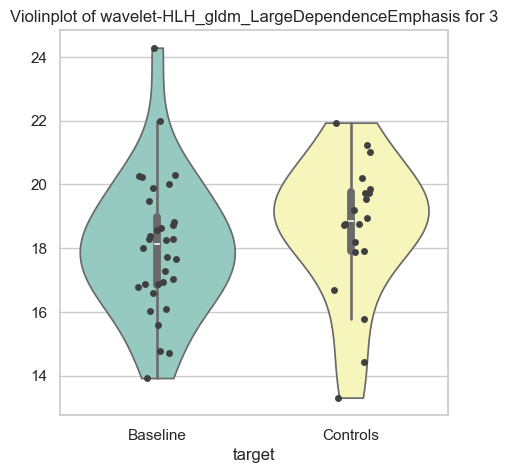 Violinplot of wavelet-HLH_gldm_LargeDependenceEmphasis for 3
24
22
20
18
16
14
Baseline
Controls
target